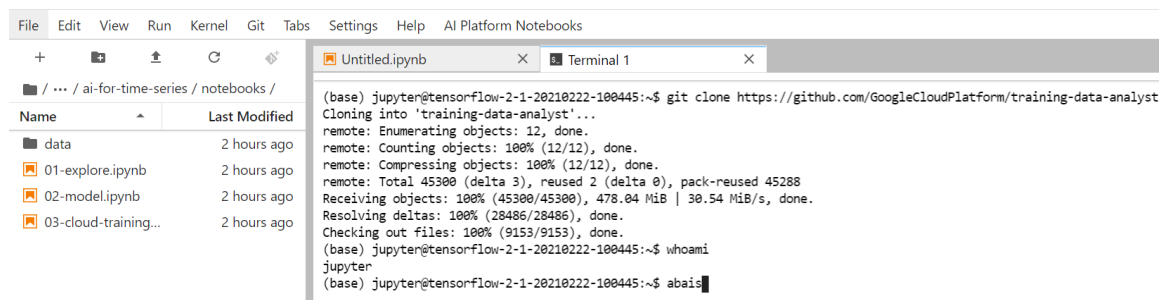 File Edit View Run Kernel Git Tabs Settings Help AI Platform Notebooks
Untitled.ipynb
Terminal 1
/ ··· / ai-for-time-series / notebooks /
Name Last Modified
data 2 hours ago
01-explore.ipynb 2 hours ago
02-model.ipynb 2 hours ago
03-cloud-training... 2 hours ago
(base) jupyter@tensorflow-2-1-20210222-100445:~$ git clone https://github.com/GoogleCloudPlatform/training-data-analyst
Cloning into 'training-data-analyst'...
remote: Enumerating objects: 12, done.
remote: Counting objects: 100% (12/12), done.
remote: Compressing objects: 100% (12/12), done.
remote: Total 45300 (delta 3), reused 2 (delta 0), pack-reused 45288
Receiving objects: 100% (45300/45300), 478.04 MiB | 30.54 MiB/s, done.
Resolving deltas: 100% (28486/28486), done.
Checking out files: 100% (9153/9153), done.
(base) jupyter@tensorflow-2-1-20210222-100445:~$ whoami
jupyter
(base) jupyter@tensorflow-2-1-20210222-100445:~$ abais